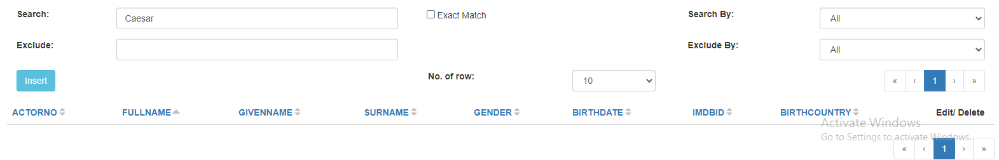 Search: Caesar Exact Match Search By: All
Exclude: Exclude By: All
Insert No. of row: 10 « ‹ 1 › »
ACTORNO FULLNAME GIVENNAME SURNAME GENDER BIRTHDATE IMDBID BIRTHCOUNTRY Edit/ Delete
Activate Windows
Go to Settings to activate Windows.
« ‹ 1 › »